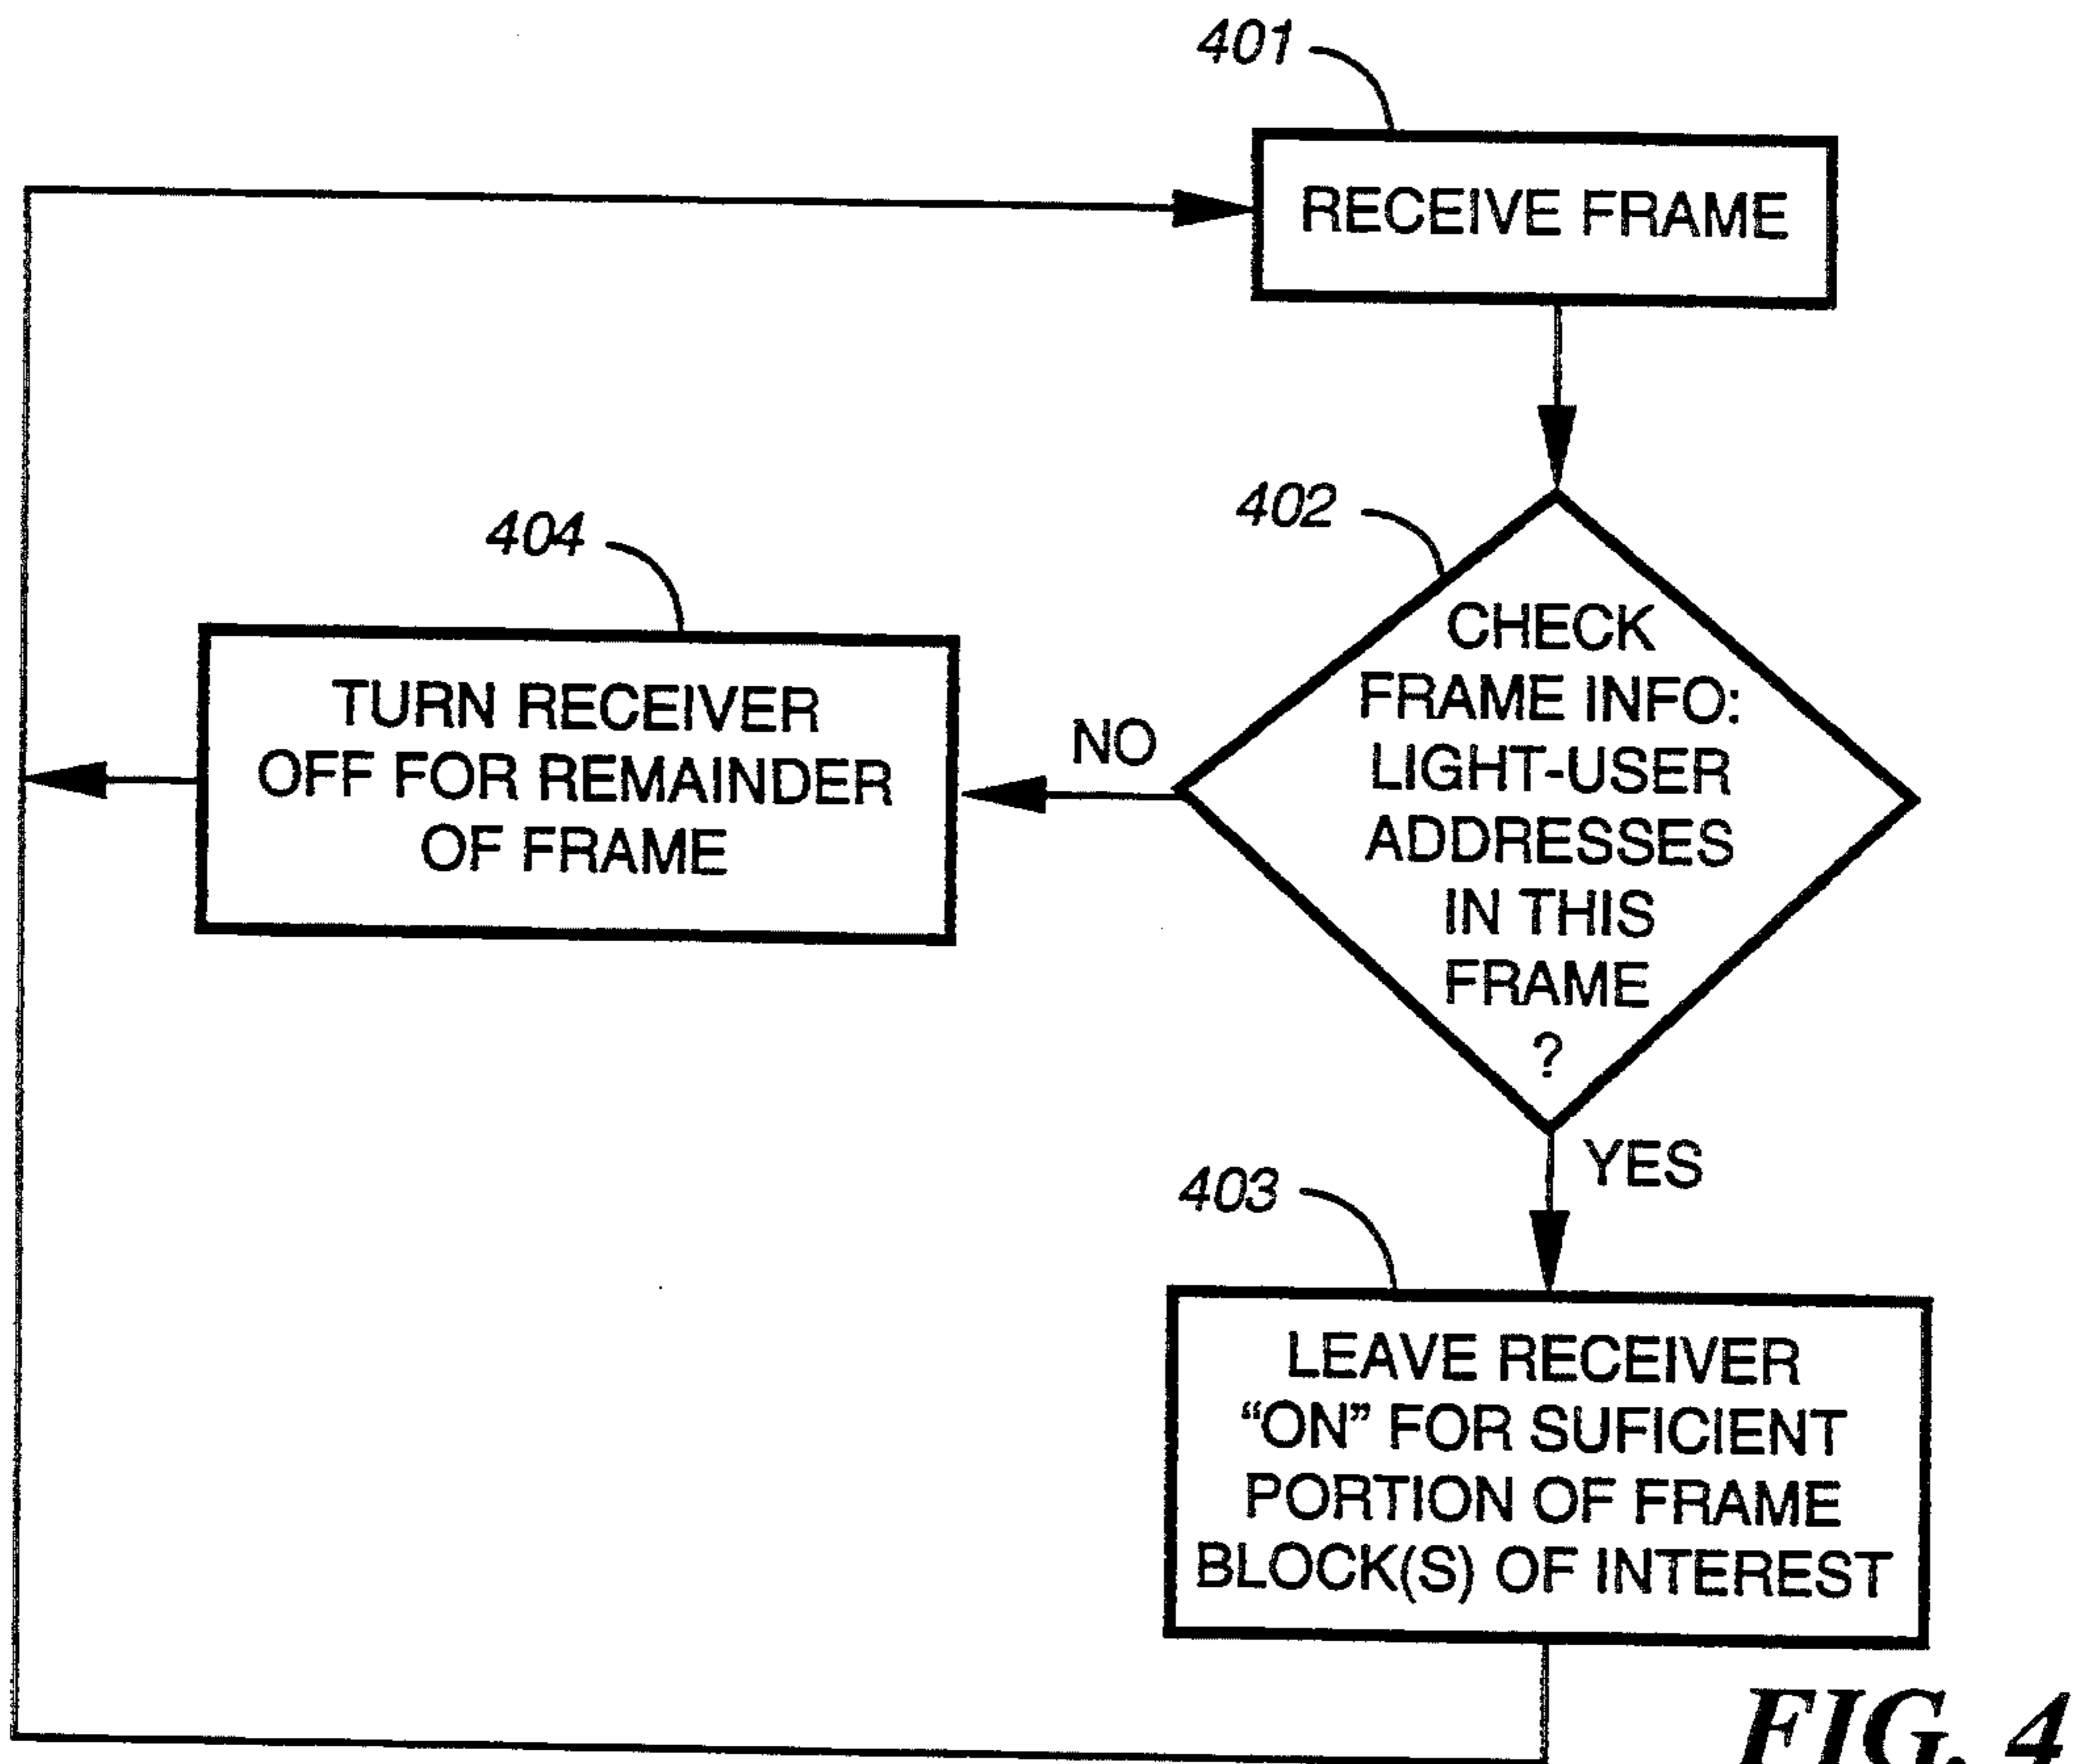 401
RECEIVE FRAME
402
CHECK
FRAME INFO:
LIGHT-USER
ADDRESSES
IN THIS
FRAME
?
NO
404
TURN RECEIVER
OFF FOR REMAINDER
OF FRAME
YES
403
LEAVE RECEIVER
“ON” FOR SUFICIENT
PORTION OF FRAME
BLOCK(S) OF INTEREST
FIG. 4